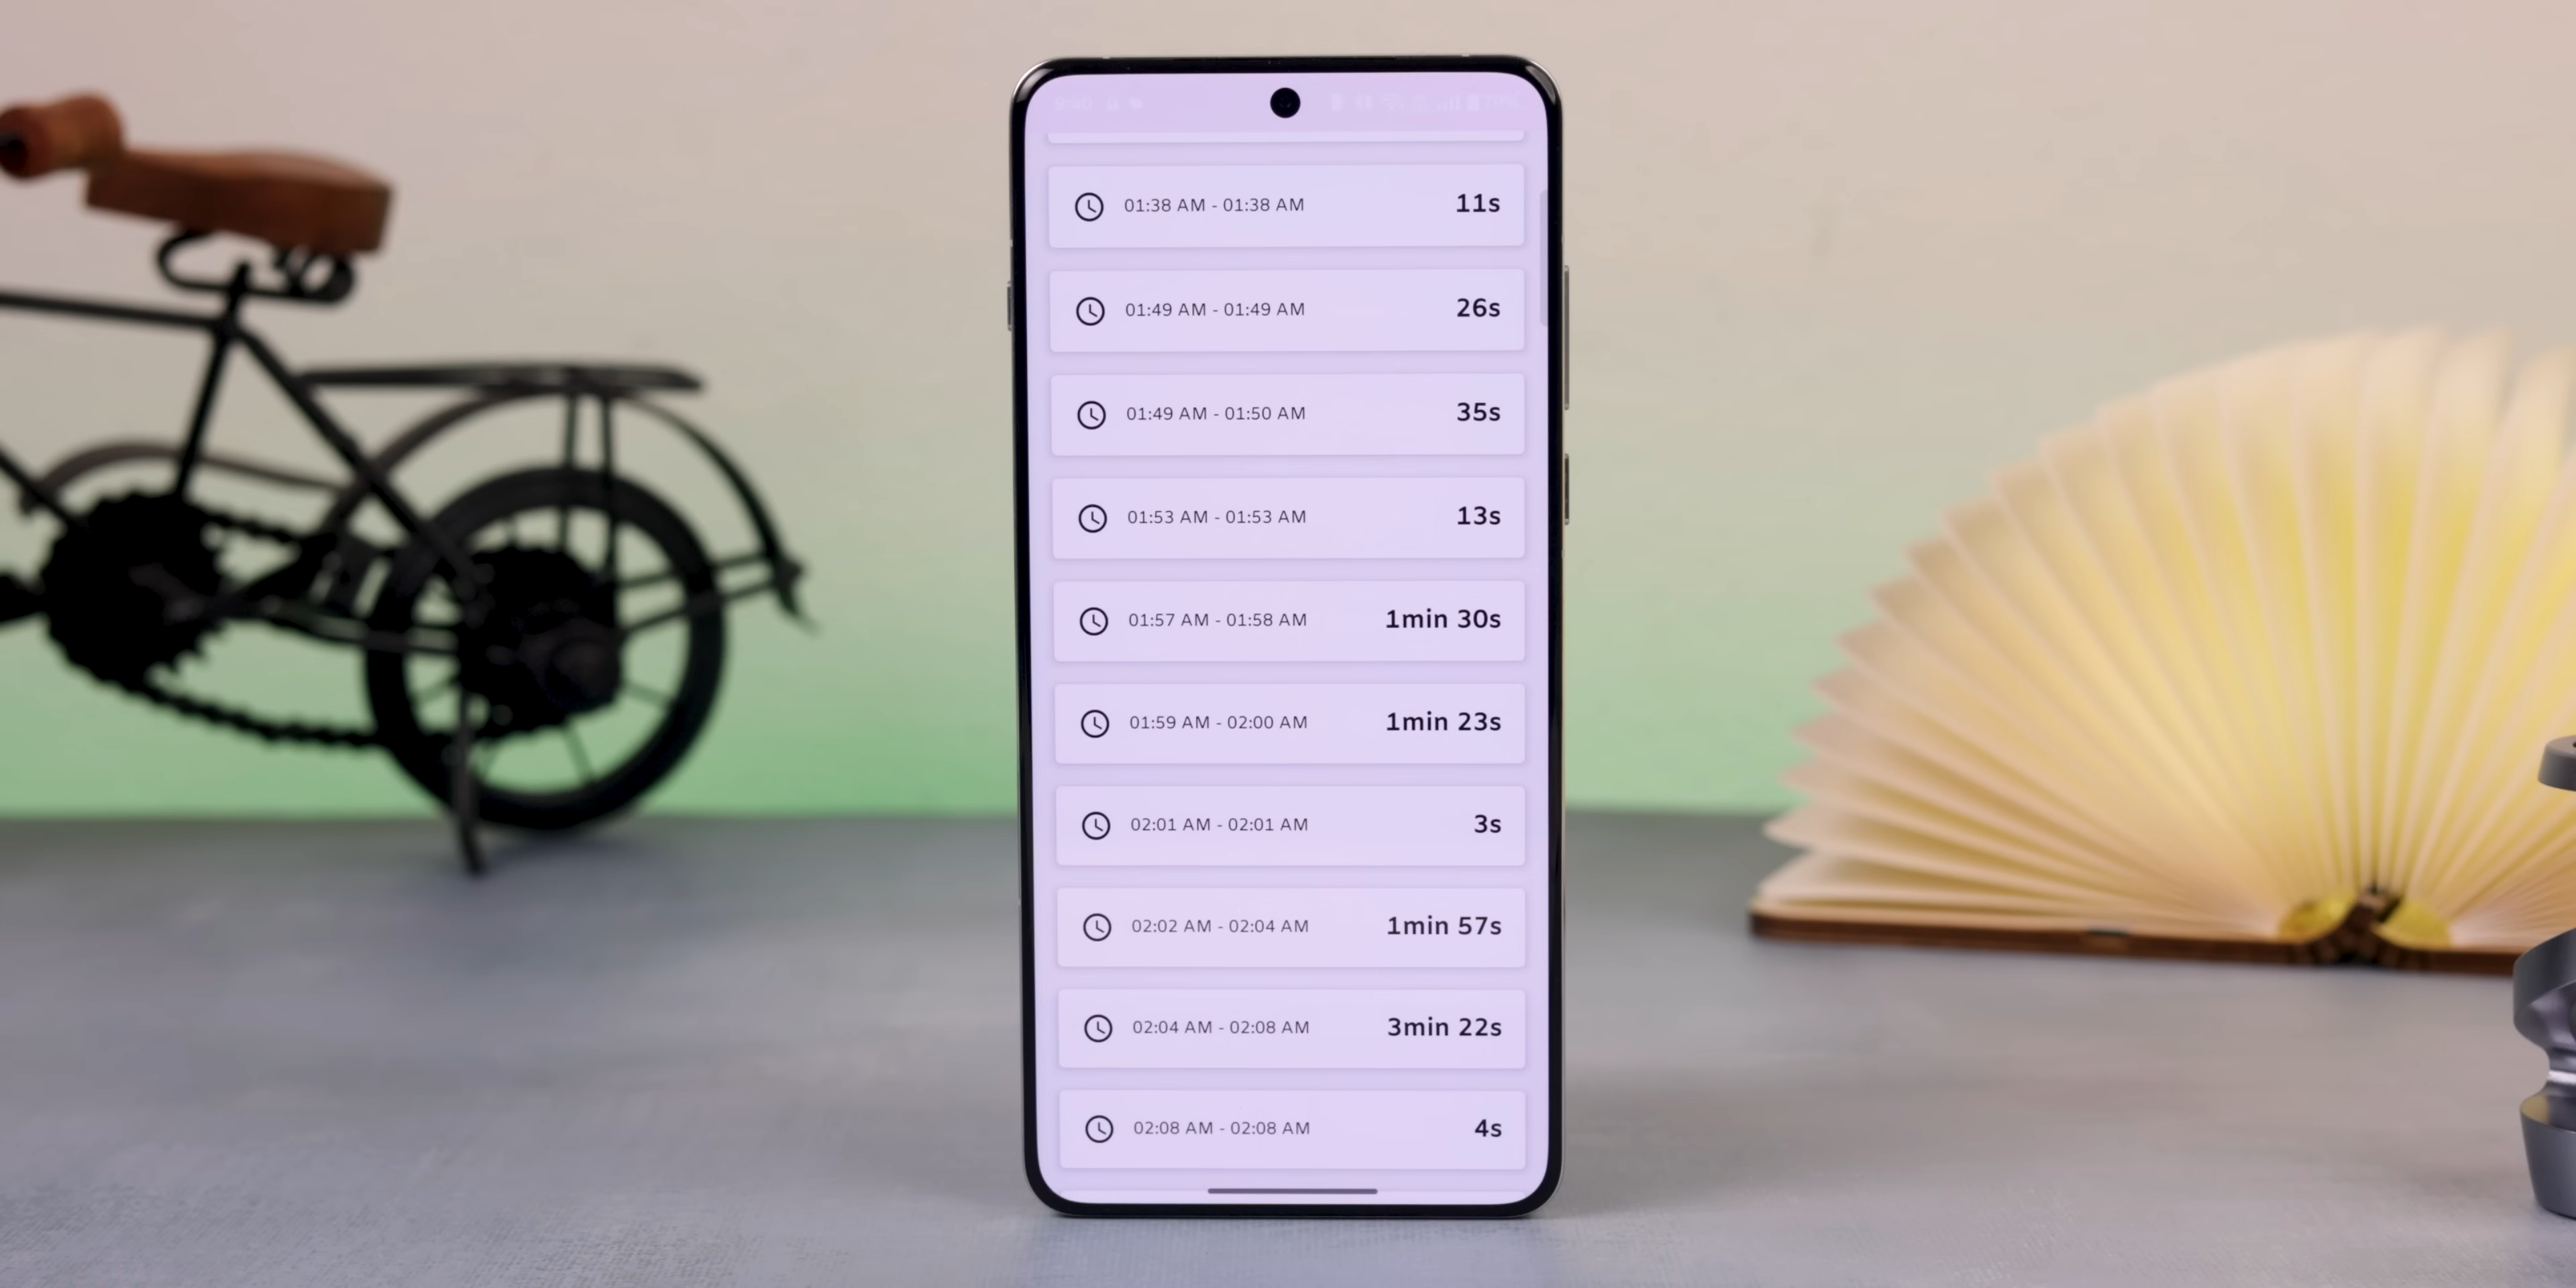 01:38 AM - 01:38 AM 11s
01:49 AM - 01:49 AM 26s
01:49 AM - 01:50 AM 35s
01:53 AM - 01:53 AM 13s
01:57 AM - 01:58 AM 1min 30s
01:59 AM - 02:00 AM 1min 23s
02:01 AM - 02:01 AM 3s
02:02 AM - 02:04 AM 1min 57s
02:04 AM - 02:08 AM 3min 22s
02:08 AM - 02:08 AM 4s